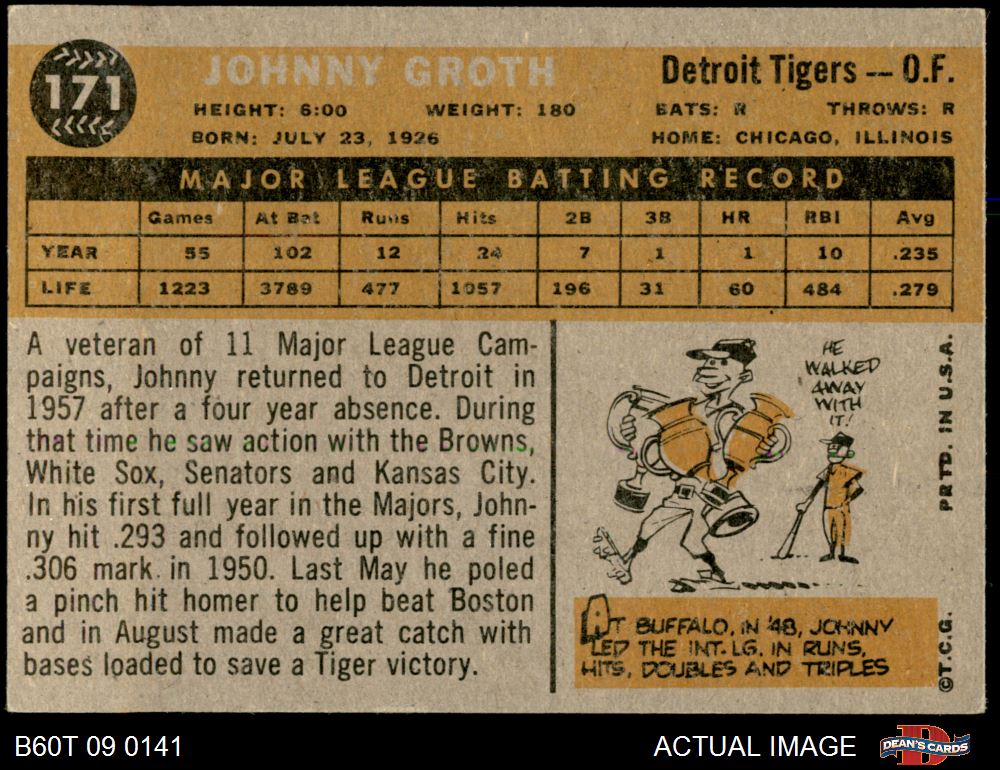 171
JOHNNY GROTH
Detroit Tigers -- O.F.
HEIGHT: 6:00 WEIGHT: 180 BATS: R THROWS: R
BORN: JULY 23, 1926 HOME: CHICAGO, ILLINOIS
MAJOR LEAGUE BATTING RECORD
Games At Bat Runs Hits 2B 3B HR RBI Avg
YEAR 55 102 12 24 7 1 1 10 .235
LIFE 1223 3789 477 1057 196 31 60 484 .279
A veteran of 11 Major League Cam-
paigns, Johnny returned to Detroit in
1957 after a four year absence. During
that time he saw action with the Browns,
White Sox, Senators and Kansas City.
In his first full year in the Majors, John-
ny hit .293 and followed up with a fine
.306 mark in 1950. Last May he poled
a pinch hit homer to help beat Boston
and in August made a great catch with
bases loaded to save a Tiger victory.
HE
WALKED
AWAY
WITH
IT!
AT BUFFALO, IN '48, JOHNNY
LED THE INT. LG. IN RUNS,
HITS, DOUBLES AND TRIPLES
PRTD. IN U.S.A.
©T.C.G.
B60T 09 0141
ACTUAL IMAGE
D
DEAN'S CARDS